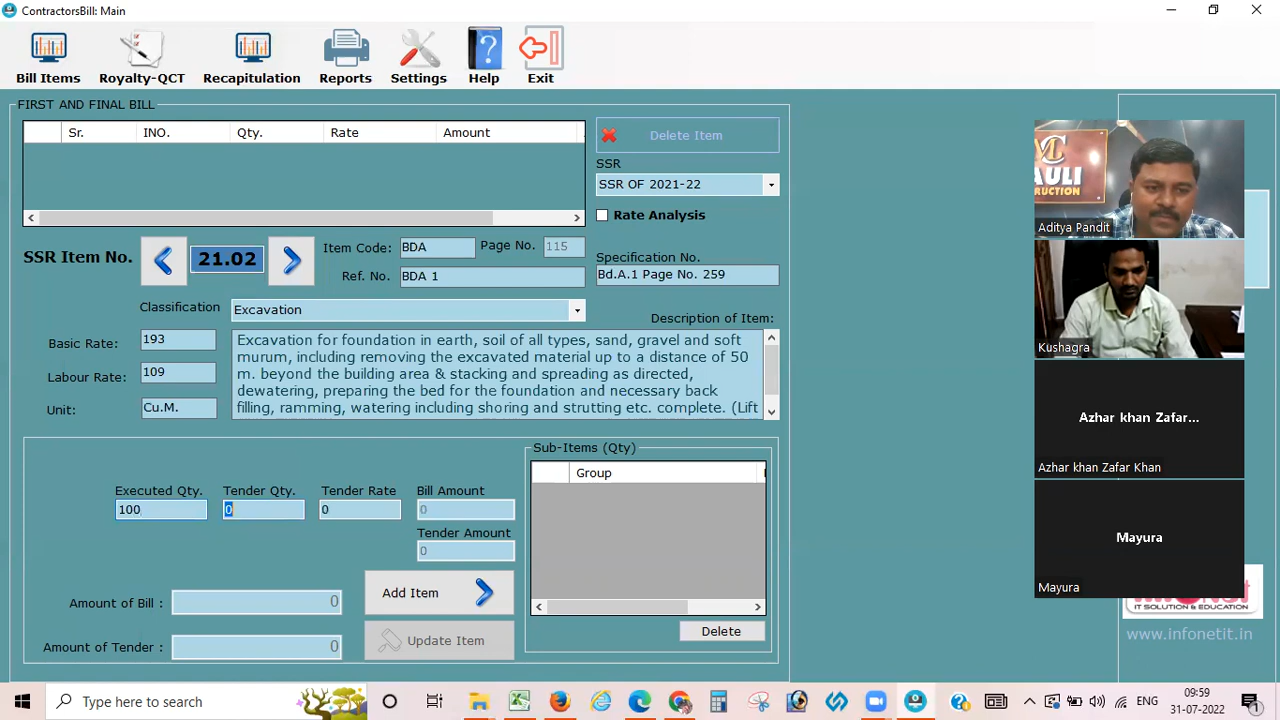 ContractorsBill: Main
Bill Items
Royalty-QCT
Recapitulation
Reports
Settings
Help
Exit
FIRST AND FINAL BILL
Sr. INO. Qty. Rate Amount
Delete Item
SSR
SSR OF 2021-22
Rate Analysis
SSR Item No. 21.02
Item Code: BDA Page No. 115
Ref. No. BDA 1
Specification No.
Bd.A.1 Page No. 259
Classification Excavation
Description of Item:
Basic Rate: 193
Labour Rate: 109
Unit: Cu.M.
Excavation for foundation in earth, soil of all types, sand, gravel and soft
murum, including removing the excavated material up to a distance of 50
m. beyond the building area & stacking and spreading as directed,
dewatering, preparing the bed for the foundation and necessary back
filling, ramming, watering including shoring and strutting etc. complete. (Lift
Sub-Items (Qty)
Group
Executed Qty. Tender Qty. Tender Rate Bill Amount
100 0 0 0
Tender Amount
0
Amount of Bill : 0
Add Item
Amount of Tender : 0
Update Item
Delete
MC
AULI
RUCTION
Aditya Pandit
Kushagra
Azhar khan Zafar...
Azhar khan Zafar Khan
Mayura
Mayura
IT SOLUTION & EDUCATION
www.infonetit.in
Type here to search
ENG
09:59
31-07-2022
1